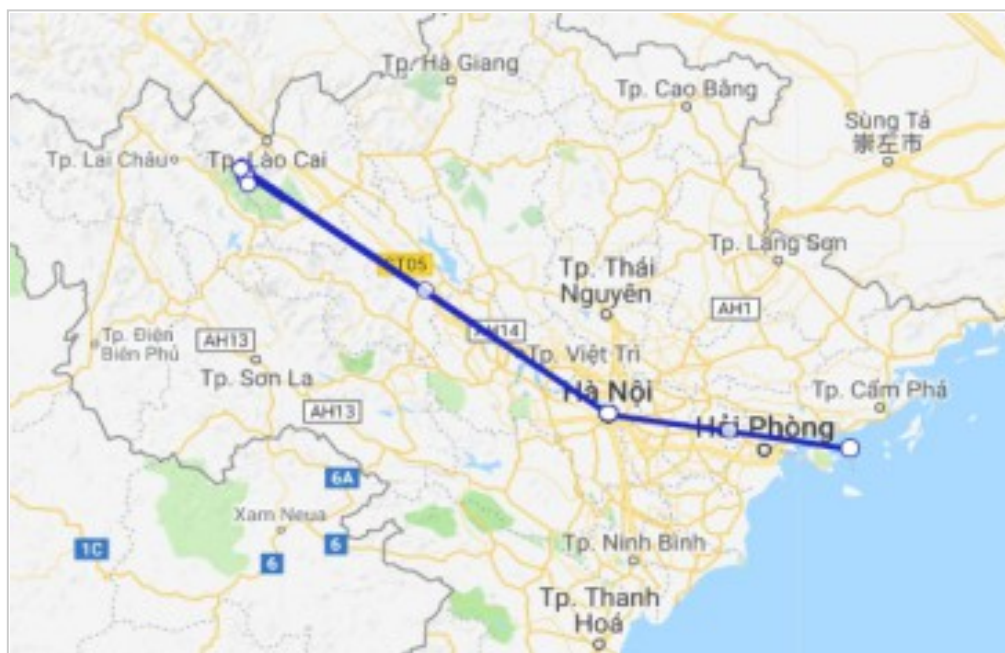 Tp. Hà Giang
Tp. Cao Bằng
Sùng Tả
崇左市
Tp. Lai Châu
Tp. Lào Cai
Tp. Lạng Sơn
CT05
Tp. Thái
Nguyên
AH1
Tp. Điện
Biên Phủ
AH13
AH14
Tp. Việt Trì
Tp. Sơn La
Hà Nội
Tp. Cẩm Phả
AH13
Hải Phòng
6A
Xam Neua
1C
6
6
Tp. Ninh Bình
Tp. Thanh
Hoá